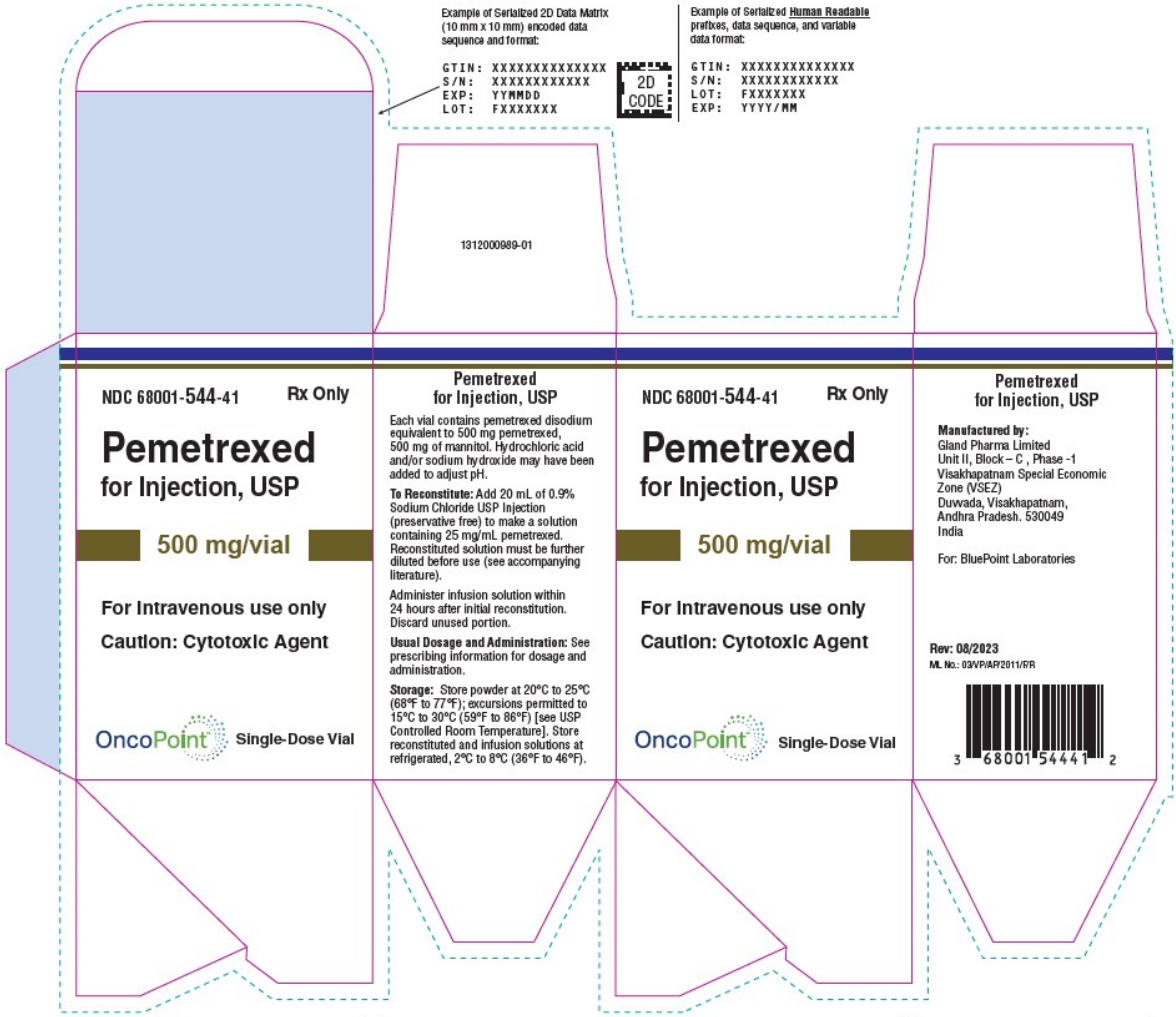 Example of Serialized 2D Data Matrix
(10 mm x 10 mm) encoded data
sequence and format:
GTIN: XXXXXXXXXXXXXX
S/N: XXXXXXXXXXXX
EXP: YYMMDD
LOT: FXXXXXXX
2D
CODE
Example of Serialized Human Readable
prefixes, data sequence, and variable
data format:
GTIN: XXXXXXXXXXXXXX
S/N: XXXXXXXXXXXX
LOT: FXXXXXXX
EXP: YYYY/MM
1312000989-01
NDC 68001-544-41 Rx Only
Pemetrexed
for Injection, USP
500 mg/vial
For Intravenous use only
Caution: Cytotoxic Agent
OncoPoint™ Single-Dose Vial
Pemetrexed
for Injection, USP
Each vial contains pemetrexed disodium
equivalent to 500 mg pemetrexed,
500 mg of mannitol. Hydrochloric acid
and/or sodium hydroxide may have been
added to adjust pH.
To Reconstitute: Add 20 mL of 0.9%
Sodium Chloride USP Injection
(preservative free) to make a solution
containing 25 mg/mL pemetrexed.
Reconstituted solution must be further
diluted before use (see accompanying
literature).
Administer infusion solution within
24 hours after initial reconstitution.
Discard unused portion.
Usual Dosage and Administration: See
prescribing information for dosage and
administration.
Storage: Store powder at 20°C to 25°C
(68°F to 77°F); excursions permitted to
15°C to 30°C (59°F to 86°F) [see USP
Controlled Room Temperature]. Store
reconstituted and infusion solutions at
refrigerated, 2°C to 8°C (36°F to 46°F).
NDC 68001-544-41 Rx Only
Pemetrexed
for Injection, USP
500 mg/vial
For Intravenous use only
Caution: Cytotoxic Agent
OncoPoint™ Single-Dose Vial
Pemetrexed
for Injection, USP
Manufactured by:
Gland Pharma Limited
Unit II, Block – C , Phase -1
Visakhapatnam Special Economic
Zone (VSEZ)
Duvvada, Visakhapatnam,
Andhra Pradesh. 530049
India
For: BluePoint Laboratories
Rev: 08/2023
ML No.: 03/VP/AP/2011/F/R
3 68001 54441 2